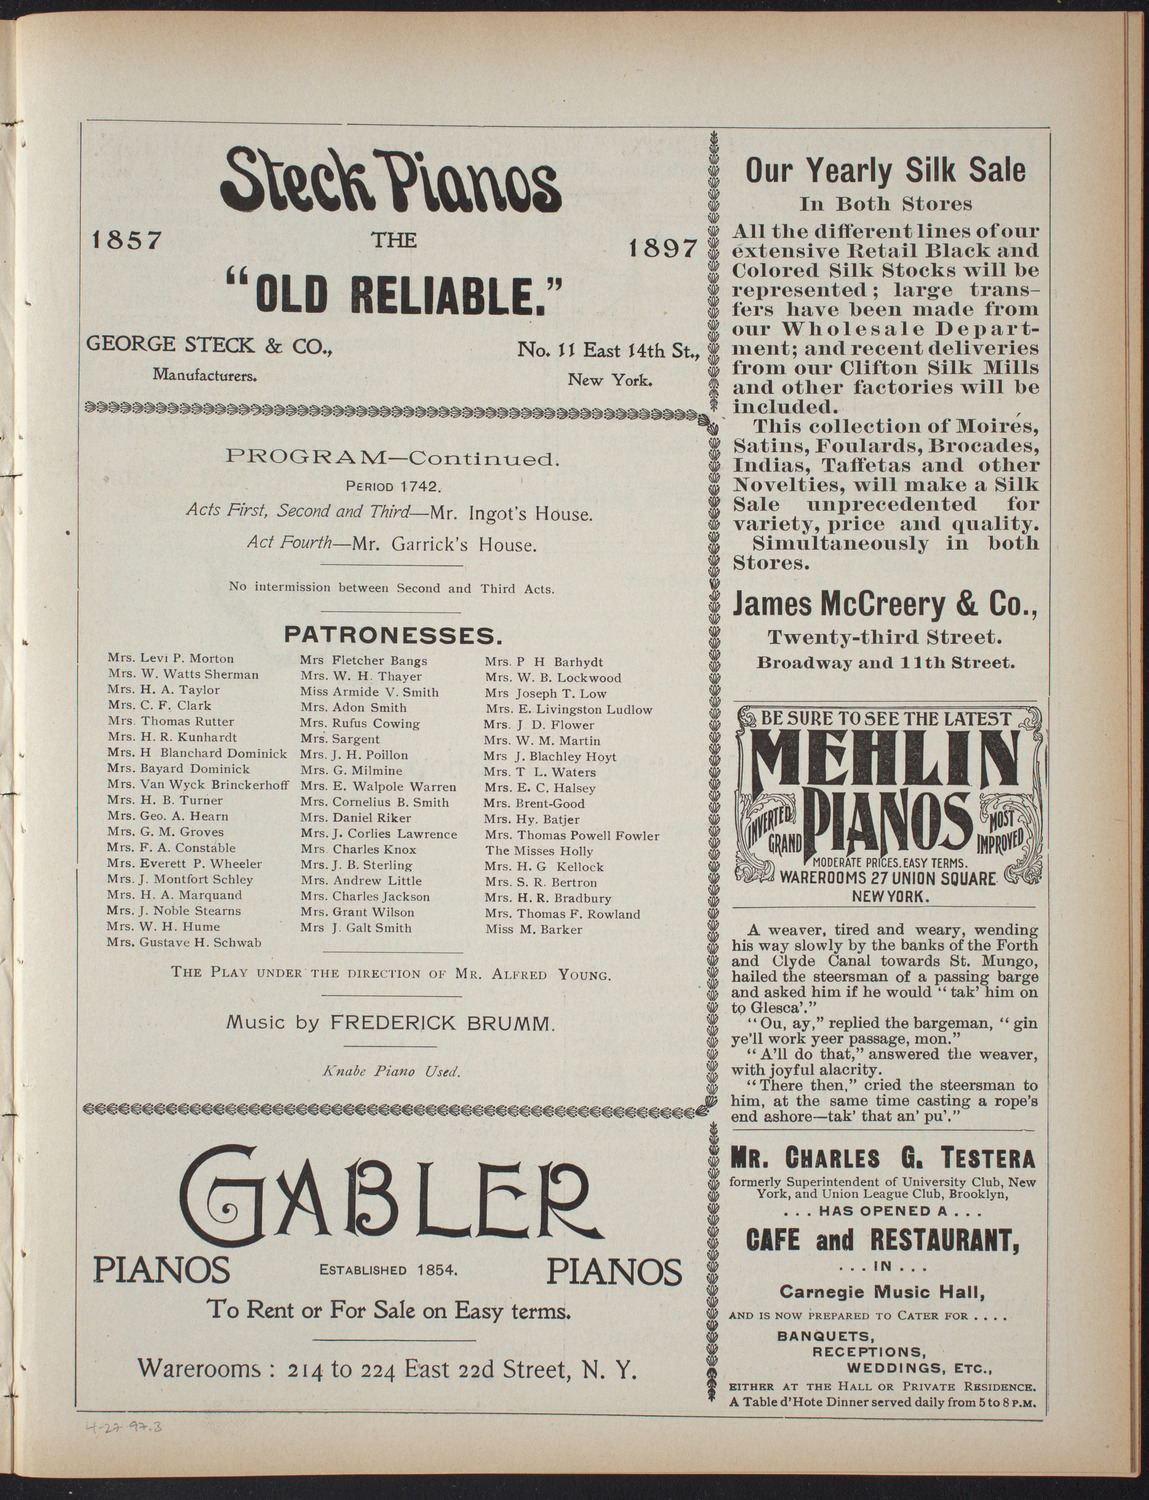 Steck Pianos
1857
THE
1897
"OLD RELIABLE."
GEORGE STECK & CO.,
Manufacturers.
No. 11 East 14th St.,
New York.
PROGRAM—Continued.
PERIOD 1742.
Acts First, Second and Third—Mr. Ingot's House.
Act Fourth—Mr. Garrick's House.
No intermission between Second and Third Acts.
PATRONESSES.
Mrs. Levi P. Morton
Mrs. W. Watts Sherman
Mrs. H. A. Taylor
Mrs. C. F. Clark
Mrs. Thomas Rutter
Mrs. H. R. Kunhardt
Mrs. H Blanchard Dominick
Mrs. Bayard Dominick
Mrs. Van Wyck Brinckerhoff
Mrs. H. B. Turner
Mrs. Geo. A. Hearn
Mrs. G. M. Groves
Mrs. F. A. Constable
Mrs. Everett P. Wheeler
Mrs. J. Montfort Schley
Mrs. H. A. Marquand
Mrs. J. Noble Stearns
Mrs. W. H. Hume
Mrs. Gustave H. Schwab
Mrs Fletcher Bangs
Mrs. W. H. Thayer
Miss Armide V. Smith
Mrs. Adon Smith
Mrs. Rufus Cowing
Mrs. Sargent
Mrs. J. H. Poillon
Mrs. G. Milmine
Mrs. E. Walpole Warren
Mrs. Cornelius B. Smith
Mrs. Daniel Riker
Mrs. J. Corlies Lawrence
Mrs. Charles Knox
Mrs. J. B. Sterling
Mrs. Andrew Little
Mrs. Charles Jackson
Mrs. Grant Wilson
Mrs J. Galt Smith
Mrs. P H Barhydt
Mrs. W. B. Lockwood
Mrs Joseph T. Low
Mrs. E. Livingston Ludlow
Mrs. J D. Flower
Mrs. W. M. Martin
Mrs J. Blachley Hoyt
Mrs. T L. Waters
Mrs. E. C. Halsey
Mrs. Brent-Good
Mrs. Hy. Batjer
Mrs. Thomas Powell Fowler
The Misses Holly
Mrs. H. G Kellock
Mrs. S. R. Bertron
Mrs. H. R. Bradbury
Mrs. Thomas F. Rowland
Miss M. Barker
THE PLAY UNDER THE DIRECTION OF MR. ALFRED YOUNG.
Music by FREDERICK BRUMM.
Knabe Piano Used.
GABLER
PIANOS
ESTABLISHED 1854.
PIANOS
To Rent or For Sale on Easy terms.
Warerooms : 214 to 224 East 22d Street, N. Y.
Our Yearly Silk Sale
In Both Stores
All the different lines of our
extensive Retail Black and
Colored Silk Stocks will be
represented; large trans-
fers have been made from
our Wholesale Depart-
ment; and recent deliveries
from our Clifton Silk Mills
and other factories will be
included.
This collection of Moirés,
Satins, Foulards, Brocades,
Indias, Taffetas and other
Novelties, will make a Silk
Sale unprecedented for
variety, price and quality.
Simultaneously in both
Stores.
James McCreery & Co.,
Twenty-third Street.
Broadway and 11th Street.
BE SURE TO SEE THE LATEST
MEHLIN
PIANOS
INVERTED
GRAND
MOST
IMPROVED
MODERATE PRICES. EASY TERMS.
WAREROOMS 27 UNION SQUARE
NEW YORK.
A weaver, tired and weary, wending
his way slowly by the banks of the Forth
and Clyde Canal towards St. Mungo,
hailed the steersman of a passing barge
and asked him if he would "tak' him on
to Glesca'."
"Ou, ay," replied the bargeman, "gin
ye'll work yeer passage, mon."
"A'll do that," answered the weaver,
with joyful alacrity.
"There then," cried the steersman to
him, at the same time casting a rope's
end ashore—tak' that an' pu'."
MR. CHARLES G. TESTERA
formerly Superintendent of University Club, New
York, and Union League Club, Brooklyn,
. . . HAS OPENED A . . .
CAFE and RESTAURANT,
. . . IN . . .
Carnegie Music Hall,
AND IS NOW PREPARED TO CATER FOR . . . .
BANQUETS,
RECEPTIONS,
WEDDINGS, ETC.,
EITHER AT THE HALL OR PRIVATE RESIDENCE.
A Table d'Hote Dinner served daily from 5 to 8 P.M.
4-27-97.3